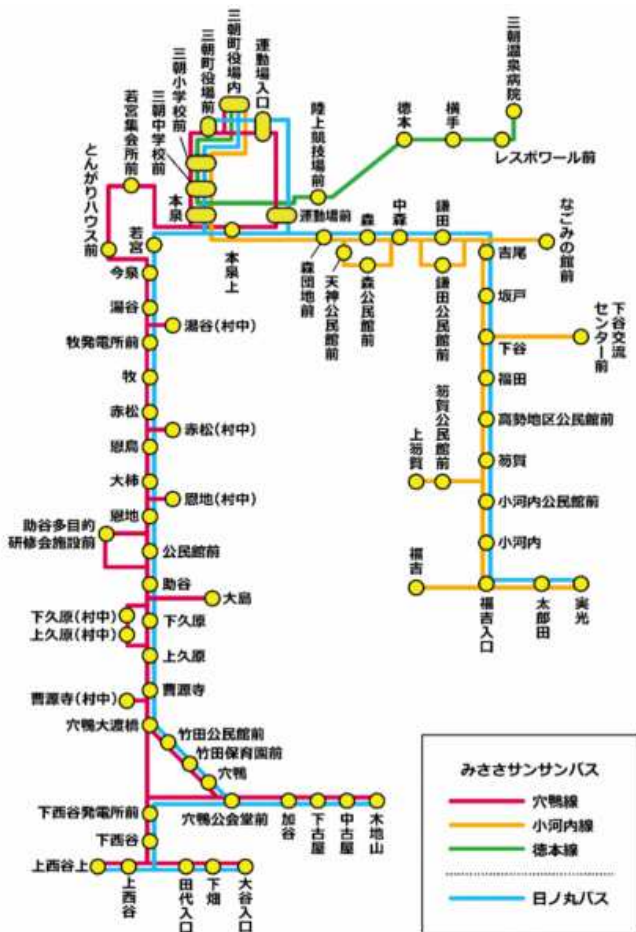 三朝温泉病院
運動場入口
三朝町役場内
三朝町役場前
三朝小学校前
三朝中学校前
若宮集会所前
とんがりハウス前
陸上競技場前
徳本
横手
レスポワール前
本泉
運動場前
本泉上
若宮
今泉
湯谷
湯谷(村中)
牧発電所前
牧
赤松
赤松(村中)
恩鳥
大柿
恩地(村中)
恩地
助谷多目的
研修会施設前
公民館前
助谷
大島
下久原(村中)
下久原
上久原(村中)
上久原
曹源寺
曹源寺(村中)
穴鴨大渡橋
竹田公民館前
竹田保育園前
穴鴨
穴鴨公会堂前
加谷
下古屋
中古屋
木地山
下西谷発電所前
下西谷
上西谷上
上西谷
田代入口
下畑
大谷入口
森団地前
天神公民館前
森
森公民館前
中森
鎌田
鎌田公民館前
なごみの館前
吉尾
坂戸
下谷
下谷交流
センター前
福田
高勢地区公民館前
笏賀公民館前
上笏賀
笏賀
小河内公民館前
小河内
福吉
福吉入口
太郎田
実光
みささサンサンバス
穴鴨線
小河内線
徳本線
日ノ丸バス